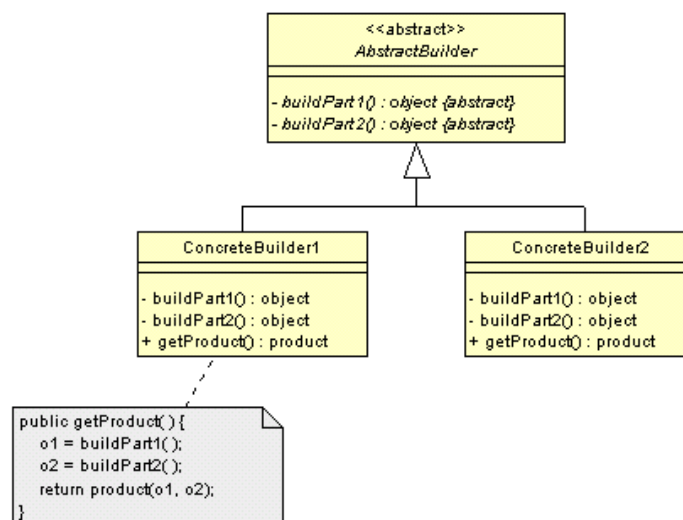 <<abstract>>
AbstractBuilder
- buildPart1() : object {abstract}
- buildPart2() : object {abstract}
ConcreteBuilder1
- buildPart1() : object
- buildPart2() : object
+ getProduct() : product
ConcreteBuilder2
- buildPart1() : object
- buildPart2() : object
+ getProduct() : product
public getProduct( ) {
o1 = buildPart1( );
o2 = buildPart2( );
return product(o1, o2);
}